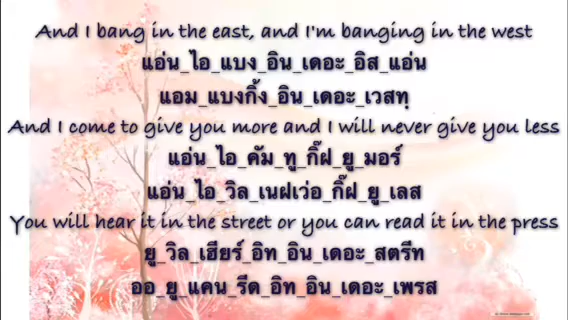 And I bang in the east, and I'm banging in the west
แอ่น_ไอ_แบง_อิน_เดอะ_อิส_แอ่น
แอม_แบงกิ้ง_อิน_เดอะ_เวสทฺ
And I come to give you more and I will never give you less
แอ่น_ไอ_คัม_ทู_กิ๊ฝ_ยู_มอร์
แอ่น_ไอ_วิล_เนฝเว่อ_กิ๊ฝ_ยู_เลส
You will hear it in the street or you can read it in the press
ยู_วิล_เฮียร์_อิท_อิน_เดอะ_สตรีท
ออ_ยู_แคน_รีด_อิท_อิน_เดอะ_เพรส